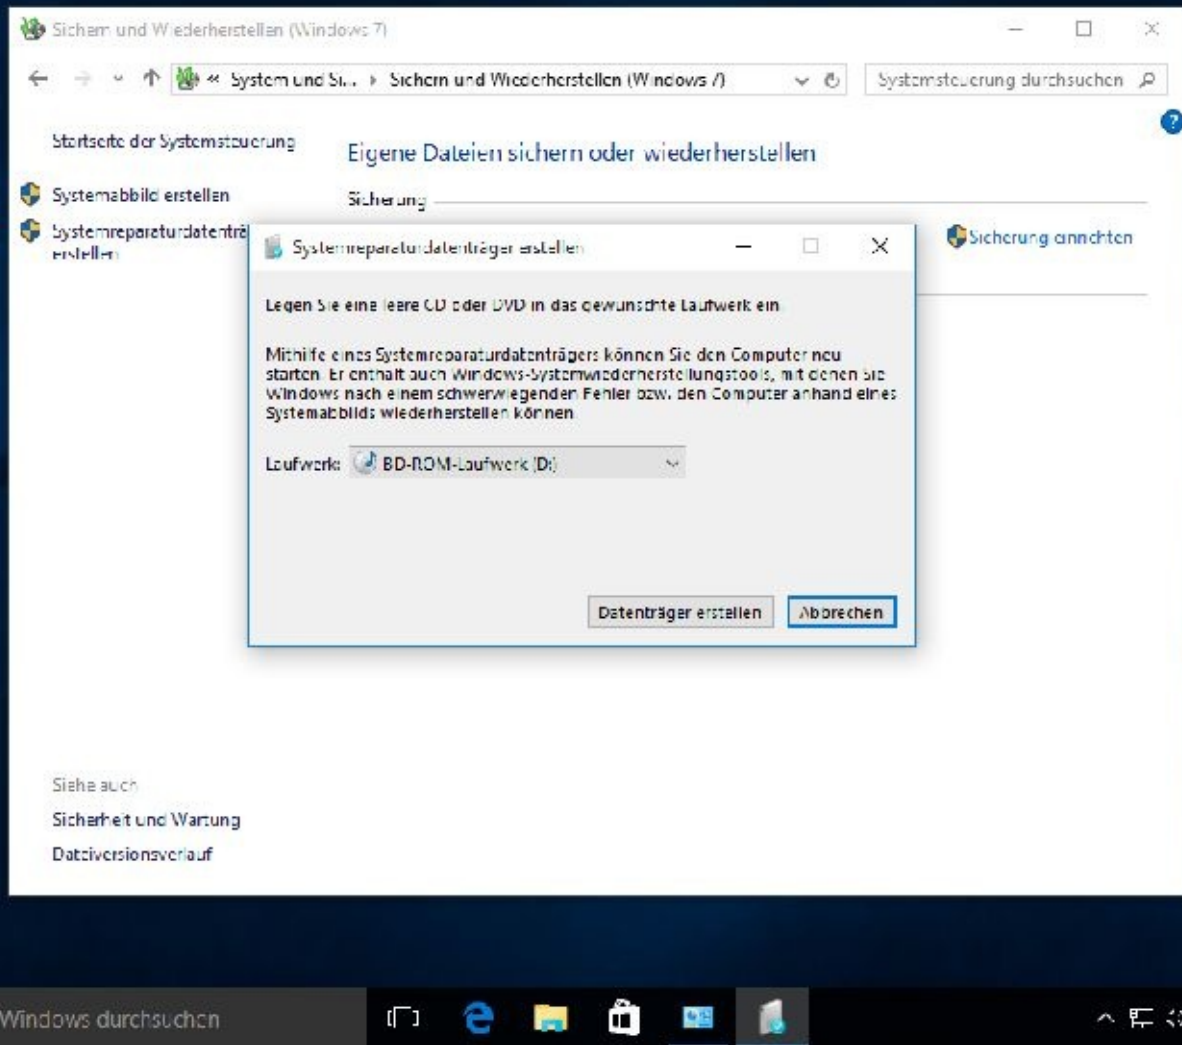 Sichern und Wiederherstellen (Windows 7)
« System und Si... › Sichern und Wiederherstellen (Windows 7)
Systemsteuerung durchsuchen
?
Startseite der Systemsteuerung
Systemabbild erstellen
Systemreparaturdatenträ
erstellen
Eigene Dateien sichern oder wiederherstellen
Sicherung
Sicherung einrichten
Systemreparaturdatenträger erstellen
Legen Sie eine leere CD oder DVD in das gewünschte Laufwerk ein.
Mithilfe eines Systemreparaturdatenträgers können Sie den Computer neu
starten. Er enthält auch Windows-Systemwiederherstellungstools, mit denen Sie
Windows nach einem schwerwiegenden Fehler bzw. den Computer anhand eines
Systemabbilds wiederherstellen können.
Laufwerk: BD-ROM-Laufwerk (D:)
Datenträger erstellen
Abbrechen
Siehe auch
Sicherheit und Wartung
Dateiversionsverlauf
Windows durchsuchen